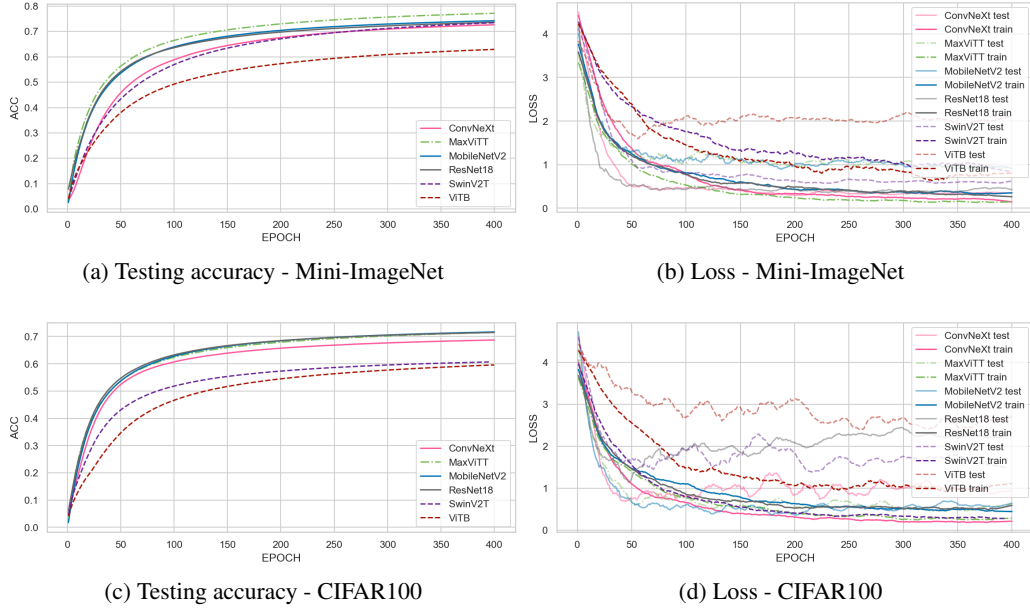 0.8
0.7
0.6
0.5
0.4
0.3
0.2
0.1
0.0
ACC
0 50 100 150 200 250 300 350 400
EPOCH
ConvNeXt
MaxViTT
MobileNetV2
ResNet18
SwinV2T
ViTB
(a) Testing accuracy - Mini-ImageNet
4
3
2
1
0
LOSS
0 50 100 150 200 250 300 350 400
EPOCH
ConvNeXt test
ConvNeXt train
MaxViTT test
MaxViTT train
MobileNetV2 test
MobileNetV2 train
ResNet18 test
ResNet18 train
SwinV2T test
SwinV2T train
ViTB test
ViTB train
(b) Loss - Mini-ImageNet
0.7
0.6
0.5
0.4
0.3
0.2
0.1
0.0
ACC
0 50 100 150 200 250 300 350 400
EPOCH
ConvNeXt
MaxViTT
MobileNetV2
ResNet18
SwinV2T
ViTB
(c) Testing accuracy - CIFAR100
4
3
2
1
0
LOSS
0 50 100 150 200 250 300 350 400
EPOCH
ConvNeXt test
ConvNeXt train
MaxViTT test
MaxViTT train
MobileNetV2 test
MobileNetV2 train
ResNet18 test
ResNet18 train
SwinV2T test
SwinV2T train
ViTB test
ViTB train
(d) Loss - CIFAR100